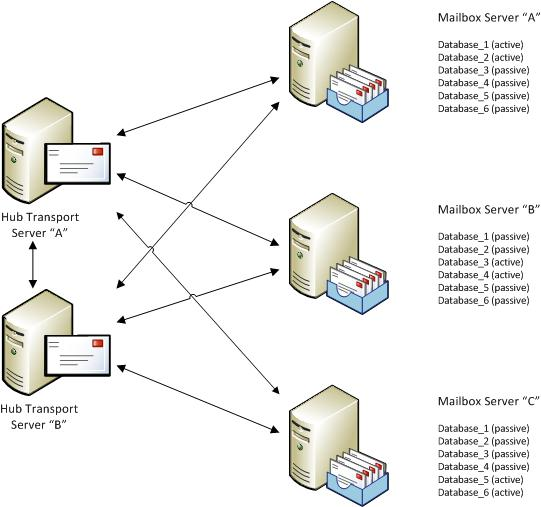 Mailbox Server “A”
Database_1 (active)
Database_2 (active)
Database_3 (passive)
Database_4 (passive)
Database_5 (passive)
Database_6 (passive)
Hub Transport
Server “A”
Mailbox Server “B”
Database_1 (passive)
Database_2 (passive)
Database_3 (active)
Database_4 (active)
Database_5 (passive)
Database_6 (passive)
Hub Transport
Server “B”
Mailbox Server “C”
Database_1 (passive)
Database_2 (passive)
Database_3 (passive)
Database_4 (passive)
Database_5 (active)
Database_6 (active)